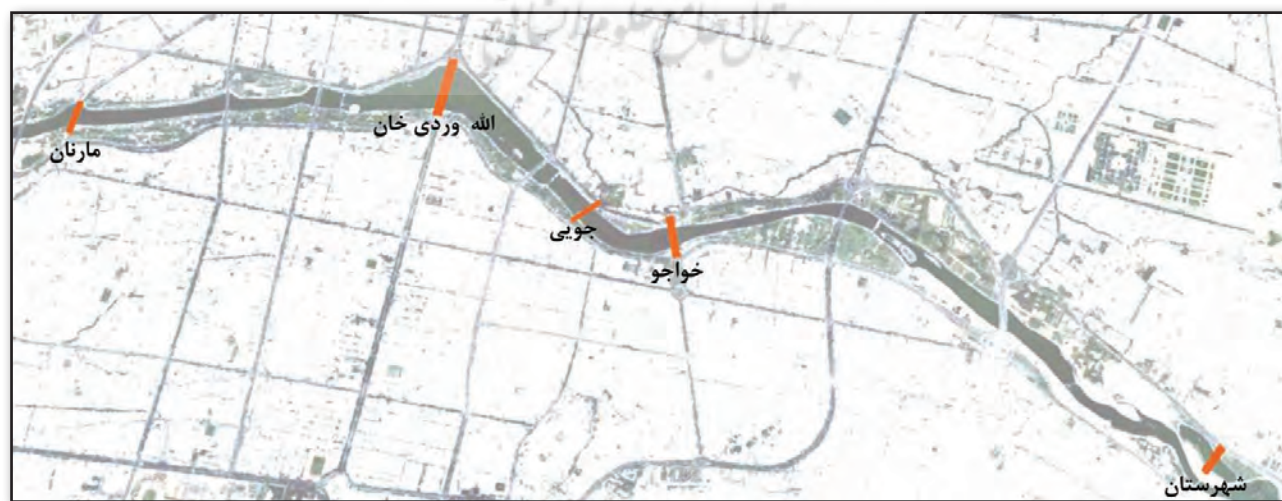 الله وردی خان
مارنان
جویی
خواجو
شهرستان